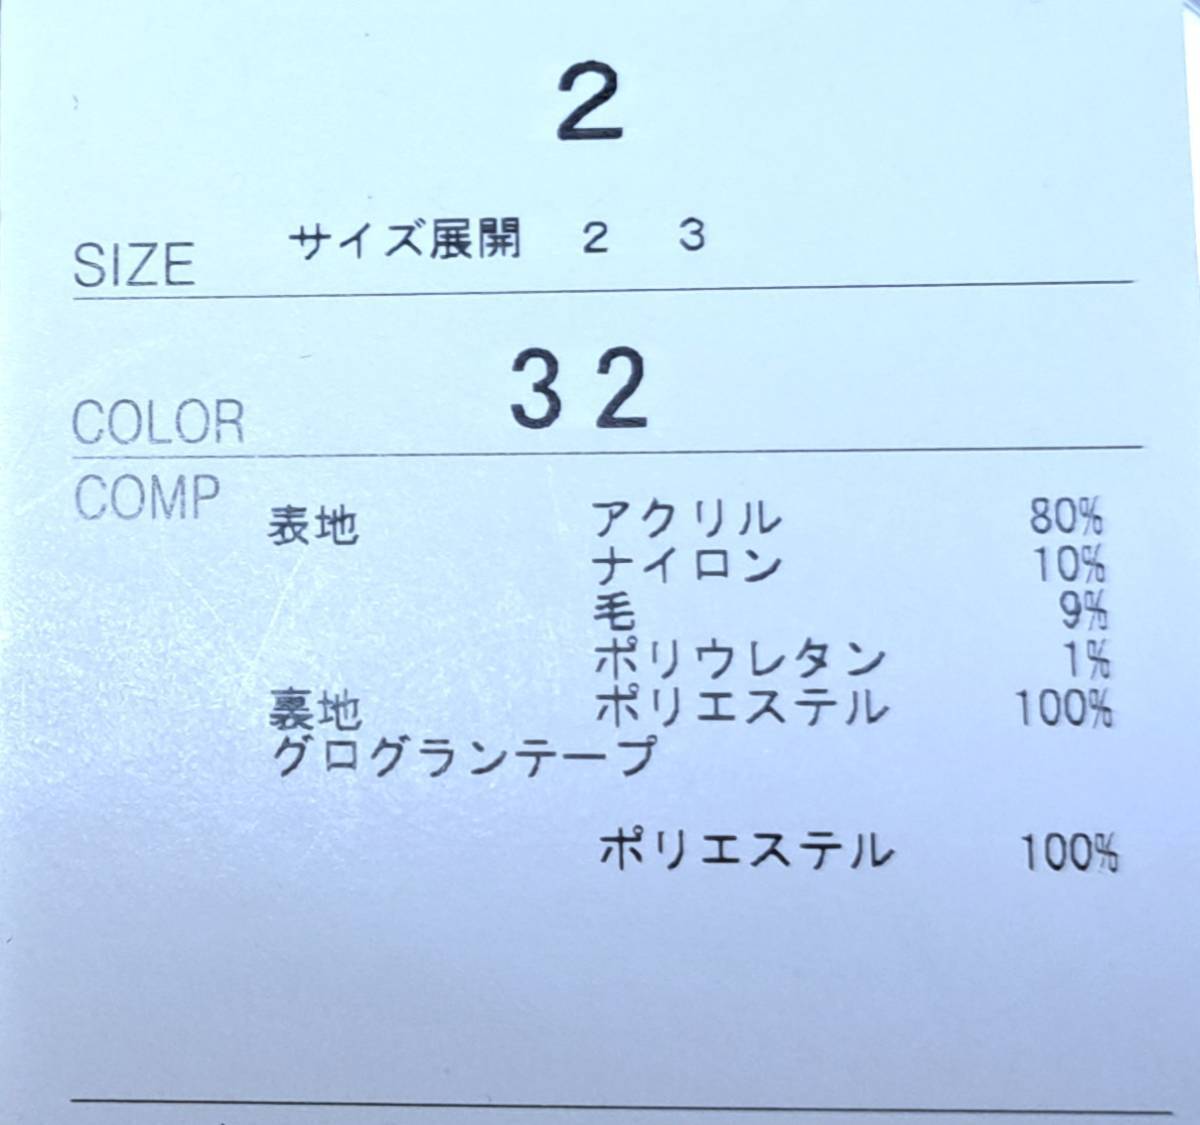 2
SIZE サイズ展開 2 3
32
COLOR
COMP
表地 アクリル 80%
ナイロン 10%
毛 9%
ポリウレタン 1%
裏地 ポリエステル 100%
グログランテープ
ポリエステル 100%